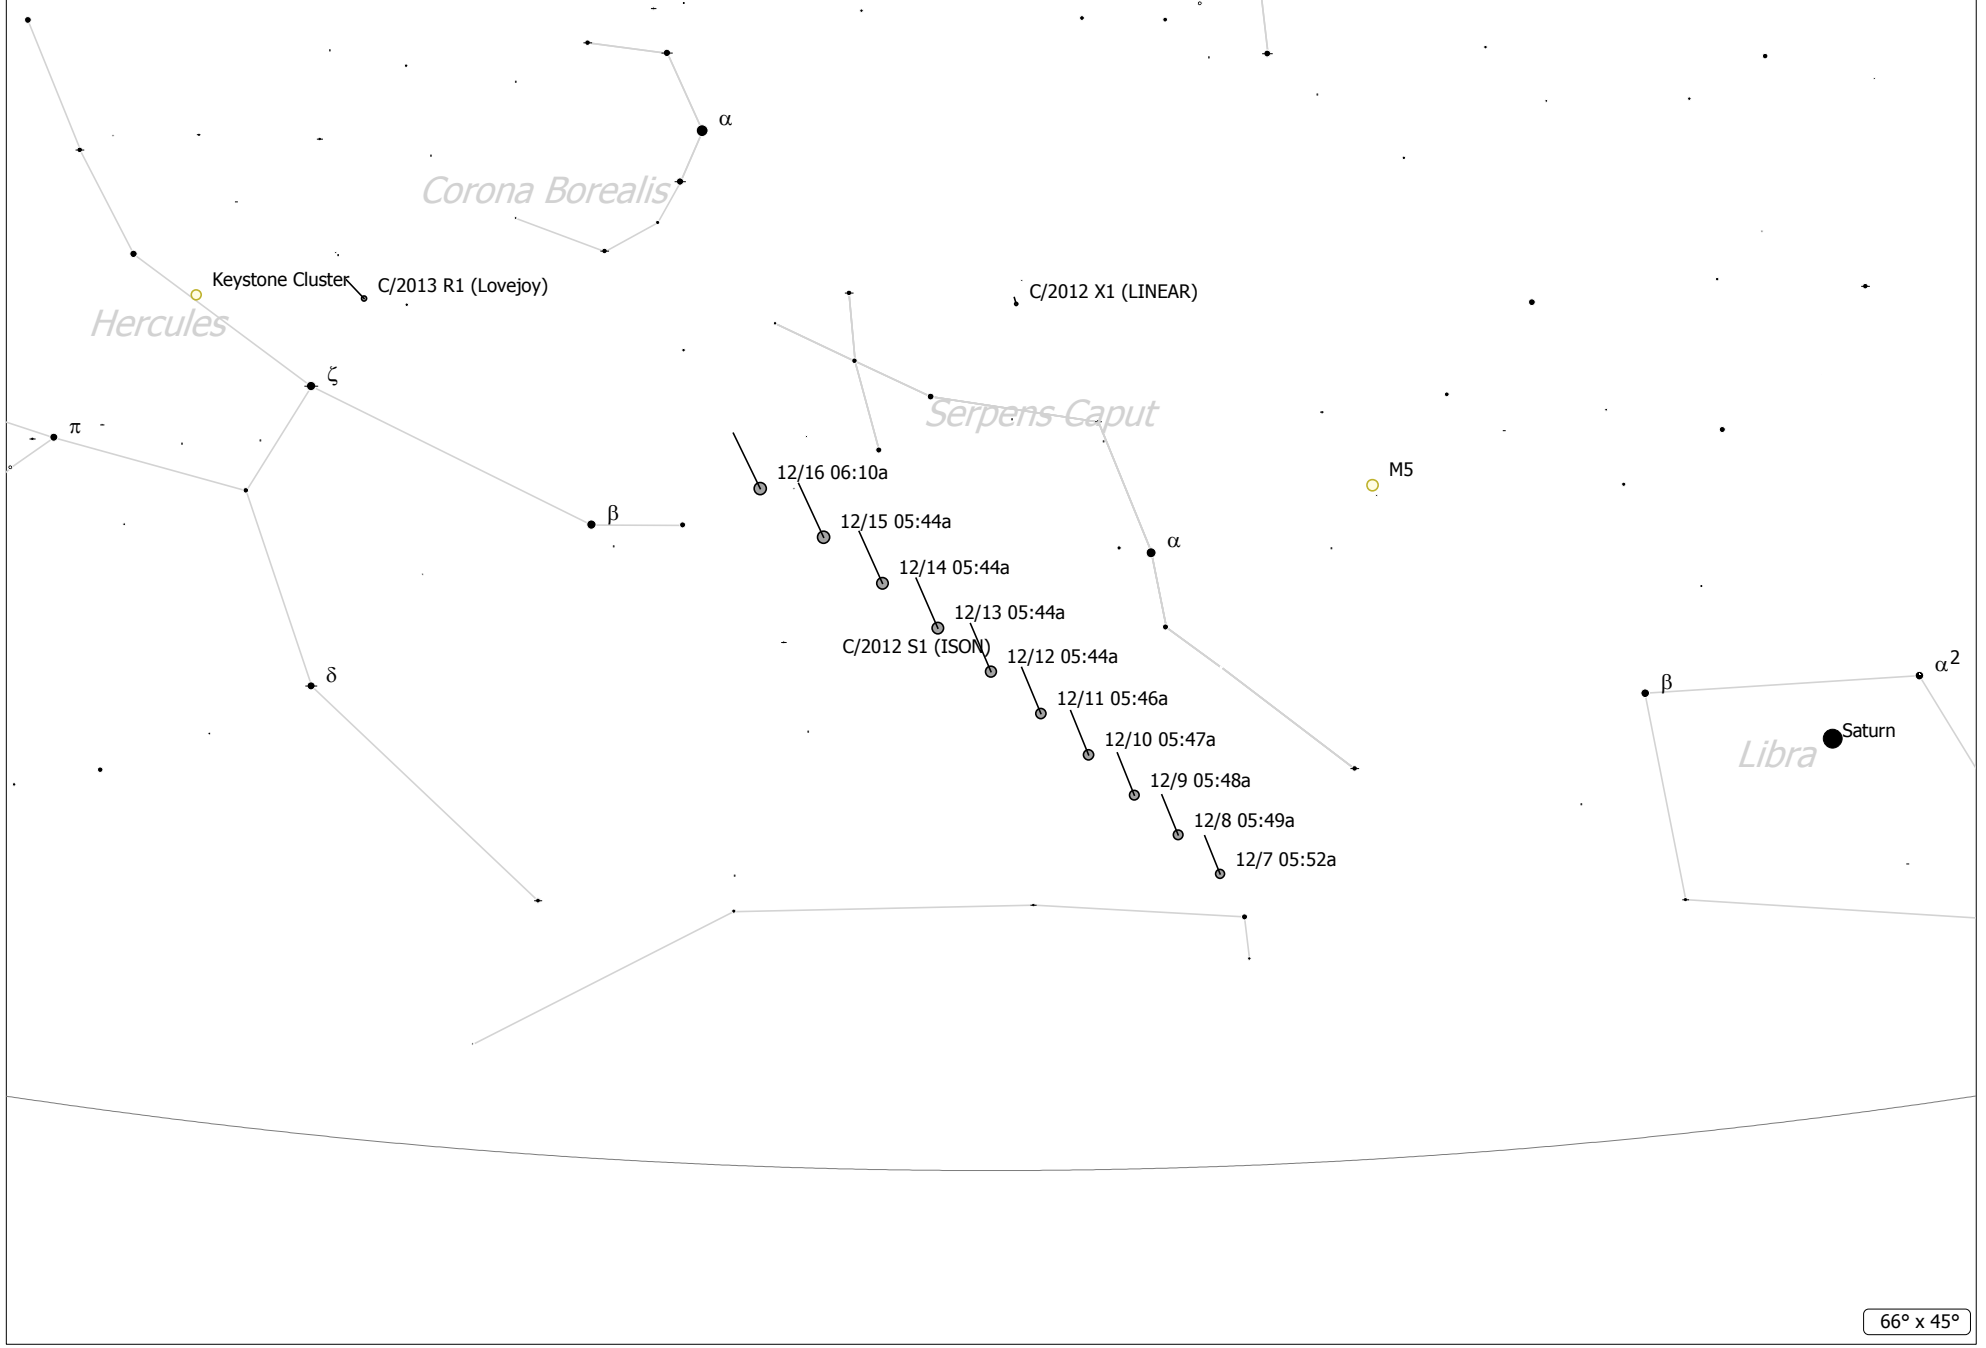 α
Corona Borealis
Keystone Cluster
C/2013 R1 (Lovejoy)
C/2012 X1 (LINEAR)
Hercules
ζ
Serpens Caput
π
M5
12/16 06:10a
β
12/15 05:44a
α
12/14 05:44a
12/13 05:44a
C/2012 S1 (ISON)
12/12 05:44a
α2
δ
β
12/11 05:46a
Saturn
12/10 05:47a
Libra
12/9 05:48a
12/8 05:49a
12/7 05:52a
66° x 45°